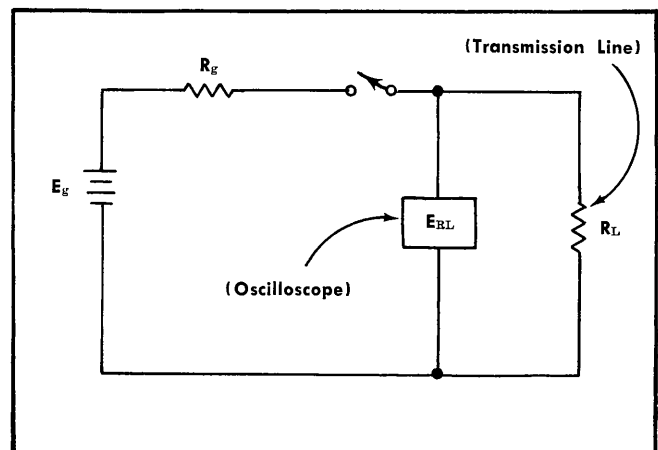 (Transmission Line)
Rg
Eg
ERL
RL
(Oscilloscope)